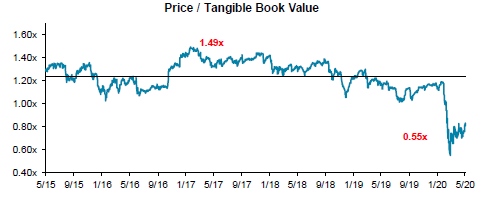 Price / Tangible Book Value
1.60x
1.49x
1.40x
1.20x
1.00x
0.80x
0.55x
0.60x
0.40x
5/15 9/15 1/16 5/16 9/16 1/17 5/17 9/17 1/18 5/18 9/18 1/19 5/19 9/19 1/20 5/20